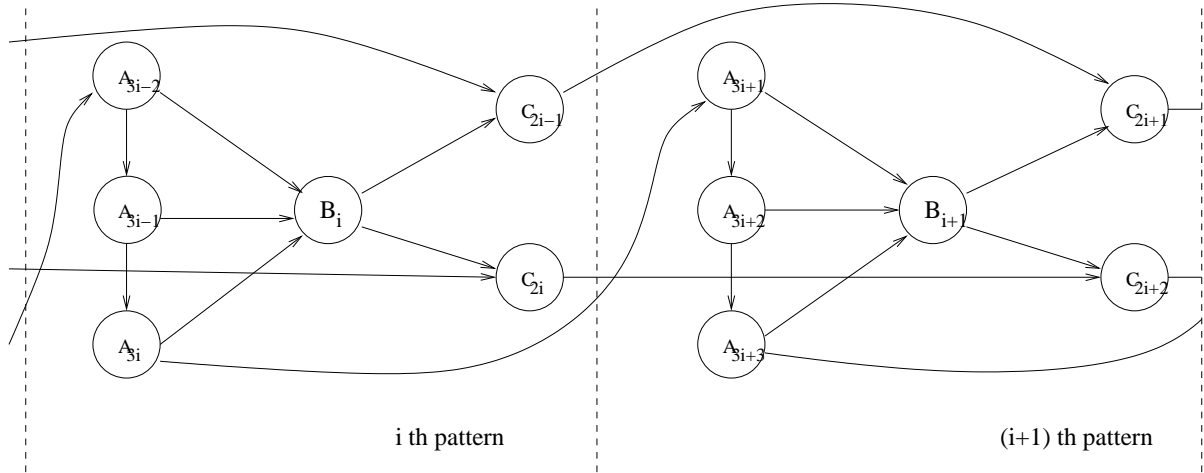 A3i−2
C2i−1
A3i−1
Bi
C2i
A3i
i th pattern
A3i+1
C2i+1
A3i+2
Bi+1
C2i+2
A3i+3
(i+1) th pattern